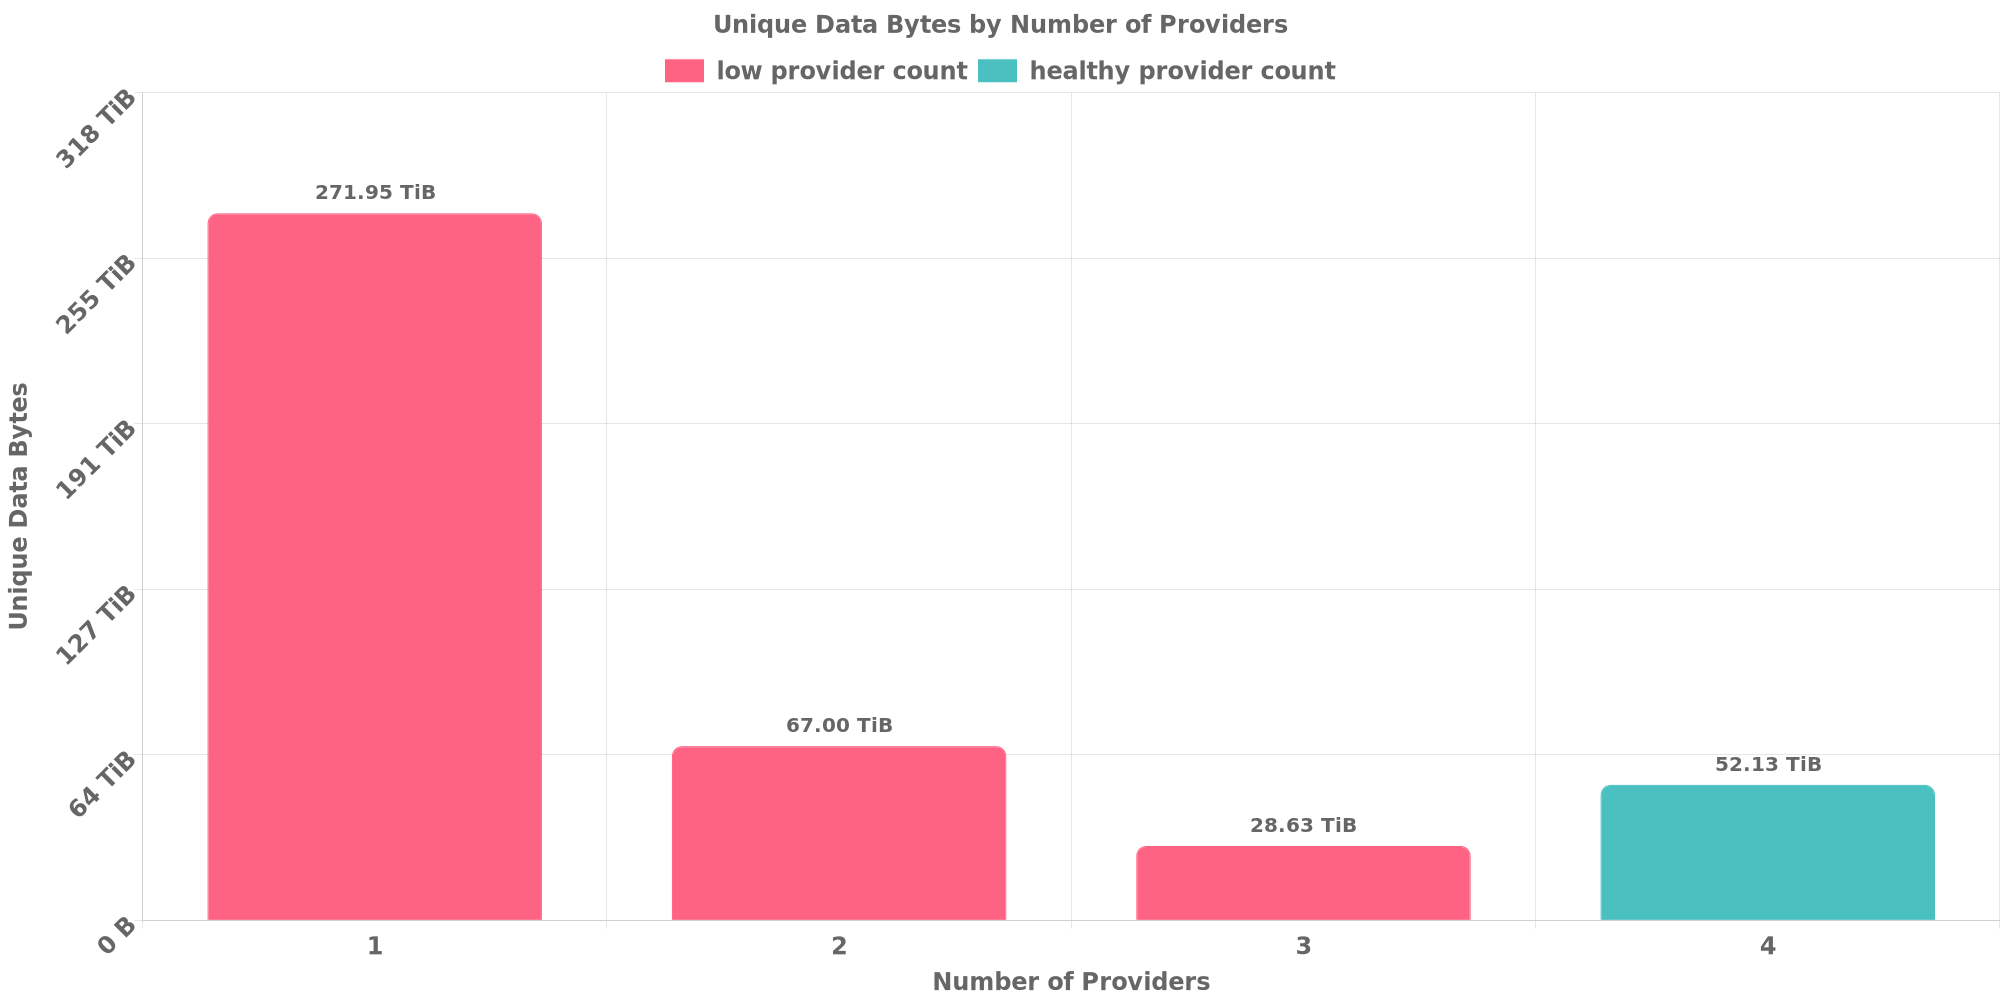 Unique Data Bytes by Number of Providers
low provider count healthy provider count
318 TiB
255 TiB
191 TiB
127 TiB
64 TiB
0 B
Unique Data Bytes
271.95 TiB
67.00 TiB
28.63 TiB
52.13 TiB
1 2 3 4
Number of Providers